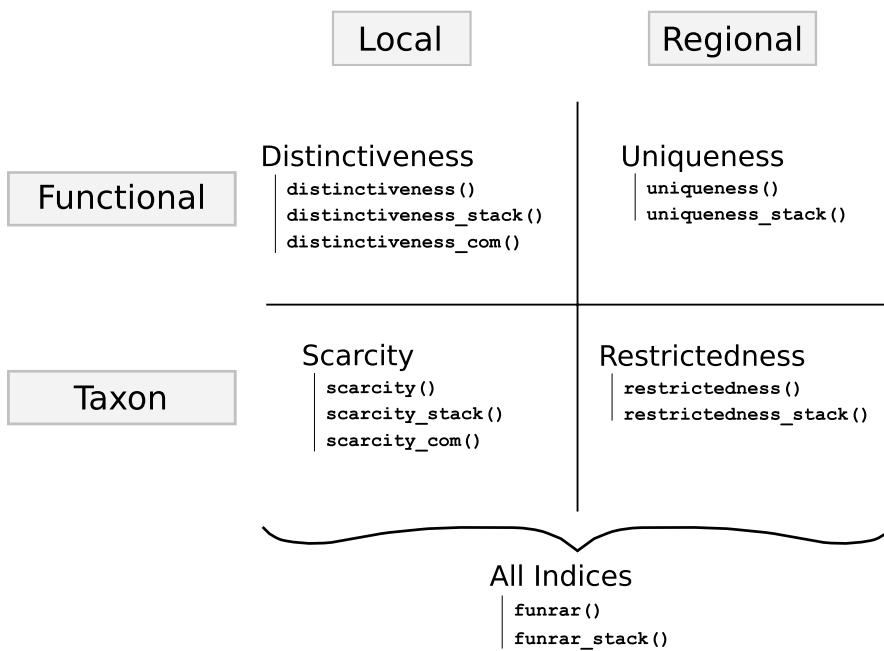 Local
Regional
Functional
Distinctiveness
distinctiveness()
distinctiveness_stack()
distinctiveness_com()
Uniqueness
uniqueness()
uniqueness_stack()
Taxon
Scarcity
scarcity()
scarcity_stack()
scarcity_com()
Restrictedness
restrictedness()
restrictedness_stack()
All Indices
funrar()
funrar_stack()